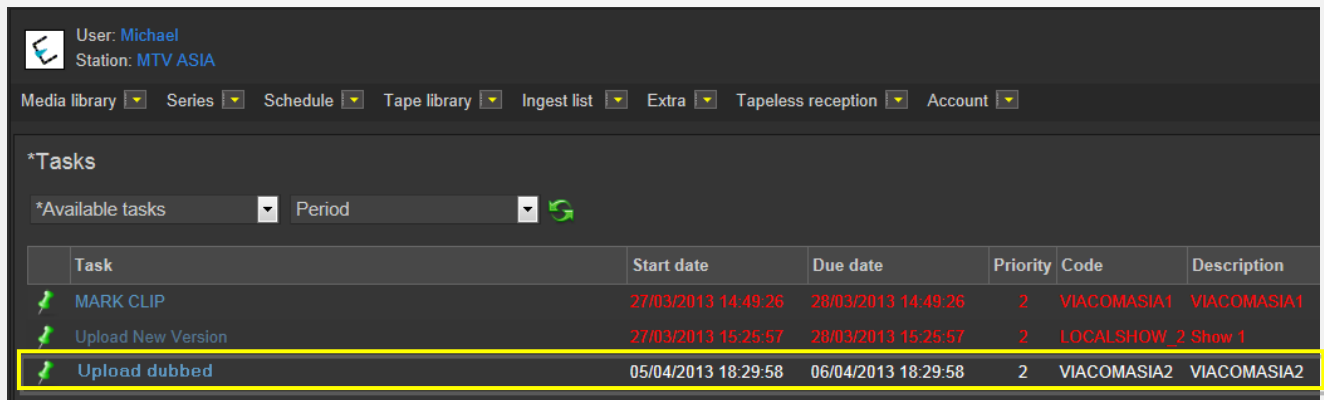 User: Michael
Station: MTV ASIA
Media library Series Schedule Tape library Ingest list Extra Tapeless reception Account
*Tasks
*Available tasks Period
Task Start date Due date Priority Code Description
MARK CLIP 27/03/2013 14:49:26 28/03/2013 14:49:26 2 VIACOMASIA1 VIACOMASIA1
Upload New Version 27/03/2013 15:25:57 28/03/2013 15:25:57 2 LOCALSHOW_2 Show 1
Upload dubbed 05/04/2013 18:29:58 06/04/2013 18:29:58 2 VIACOMASIA2 VIACOMASIA2